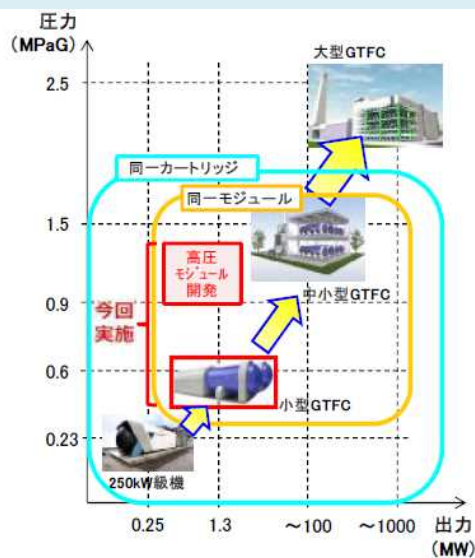 圧力
(MPaG)
大型GTFC
2.5
同一カートリッジ
同一モジュール
1.5
高圧
モジュール
開発
中小型GTFC
今回
実施
0.9
0.6
小型GTFC
0.23
250kW級機
0.25
1.3
～100
～1000
出力
(MW)